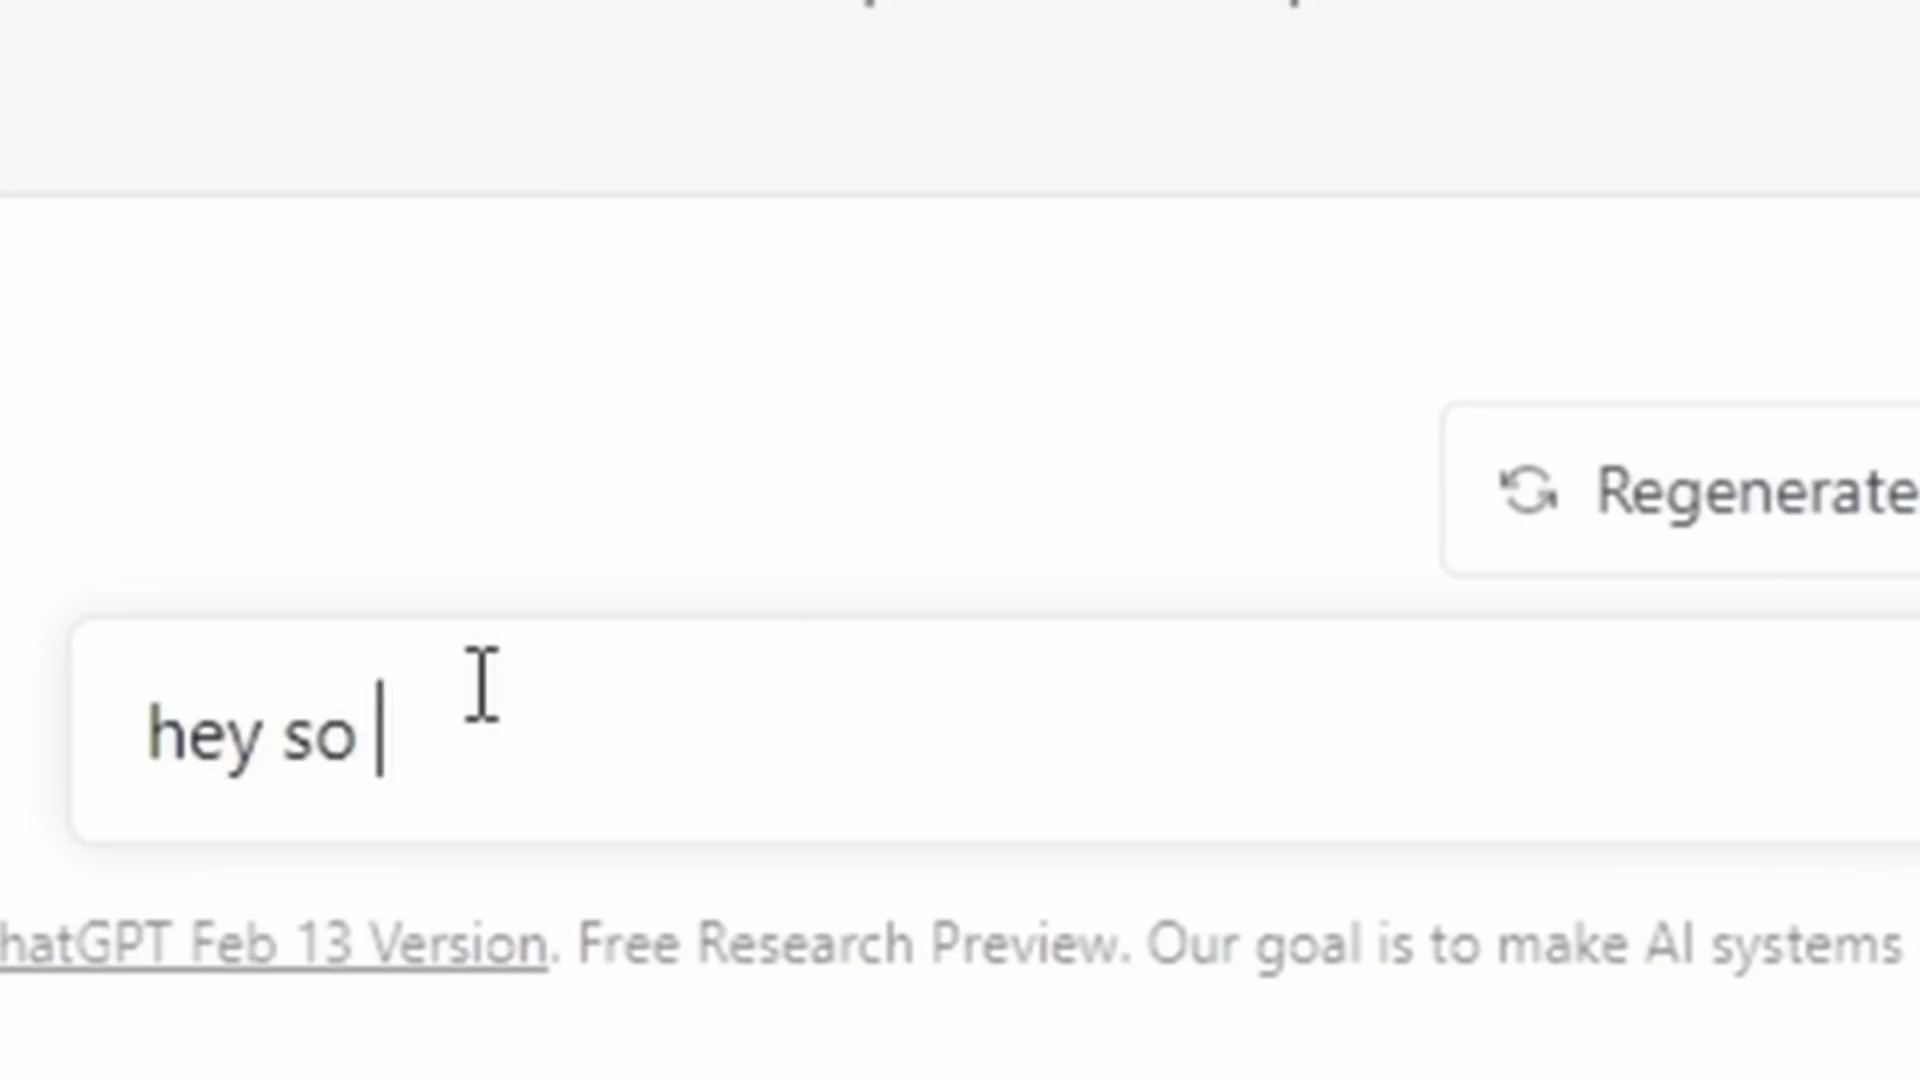 Regenerate
hey so
hatGPT Feb 13 Version. Free Research Preview. Our goal is to make AI systems